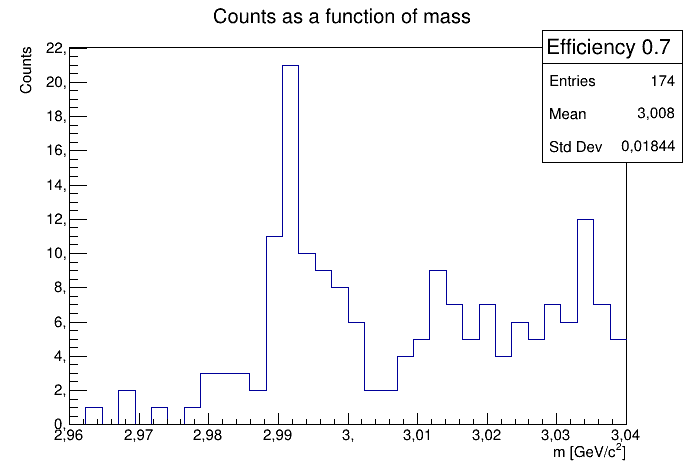 Counts as a function of mass
Efficiency 0.7
Entries 174
Mean 3,008
Std Dev 0,01844
Counts
22,
20,
18,
16,
14,
12,
10,
8,
6,
4,
2,
0,
2,96 2,97 2,98 2,99 3, 3,01 3,02 3,03 3,04
m [GeV/c²]